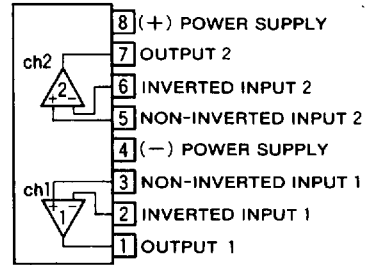 8 (+) POWER SUPPLY
7 OUTPUT 2
ch2
2
+ −
6 INVERTED INPUT 2
5 NON-INVERTED INPUT 2
4 (−) POWER SUPPLY
3 NON-INVERTED INPUT 1
ch1
+ −
1
2 INVERTED INPUT 1
1 OUTPUT 1